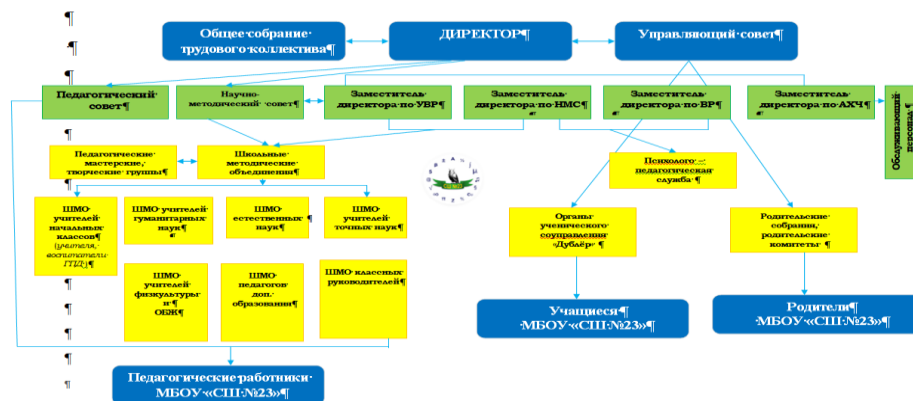 Общее собрание
трудового коллектива¶
ДИРЕКТОР¶
Управляющий совет¶
Педагогический
совет¶
Научно-
методический совет¶
Заместитель
директора по УВР¶
Заместитель
директора по НМС¶
Заместитель
директора по ВР¶
Заместитель
директора по АХЧ¶
Обслуживающий
персонал¶
Педагогические
мастерские,
творческие группы¶
Школьные
методические
объединения¶
Психолого –
педагогическая
служба¶
ШМО
учителей
начальных
классов
(учителя,
воспитатели
ГПД)¶
ШМО учителей
гуманитарных
наук¶
ШМО
естественных
наук¶
ШМО
учителей
точных наук¶
Органы
ученического
соуправления
«Дублёр»¶
Родительские
собрания,
родительские
комитеты¶
ШМО
учителей
физкультуры
и
ОБЖ¶
ШМО
педагогов
доп.
образования¶
ШМО классных
руководителей¶
Учащиеся
МБОУ «СШ №23»¶
Родители¶
МБОУ «СШ №23»¶
Педагогические работники
МБОУ «СШ №23»¶